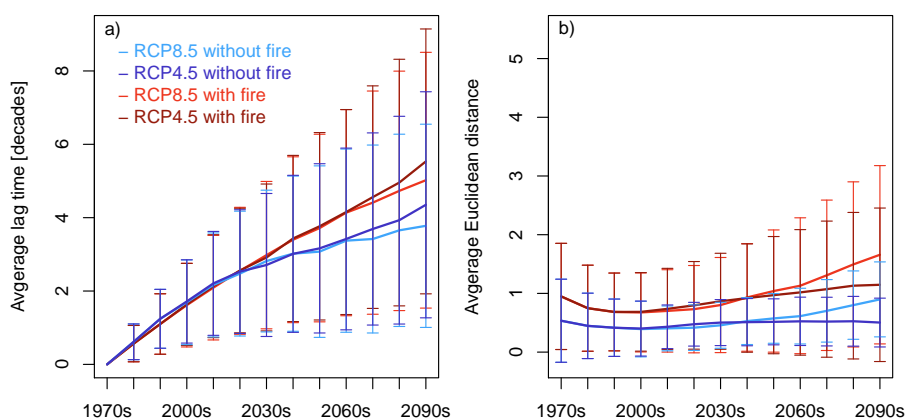 a)
– RCP8.5 without fire
– RCP4.5 without fire
– RCP8.5 with fire
– RCP4.5 with fire
Avgerage lag time [decades]
8
6
4
2
0
1970s 2000s 2030s 2060s 2090s
b)
Avgerage Euclidean distance
5
4
3
2
1
0
1970s 2000s 2030s 2060s 2090s